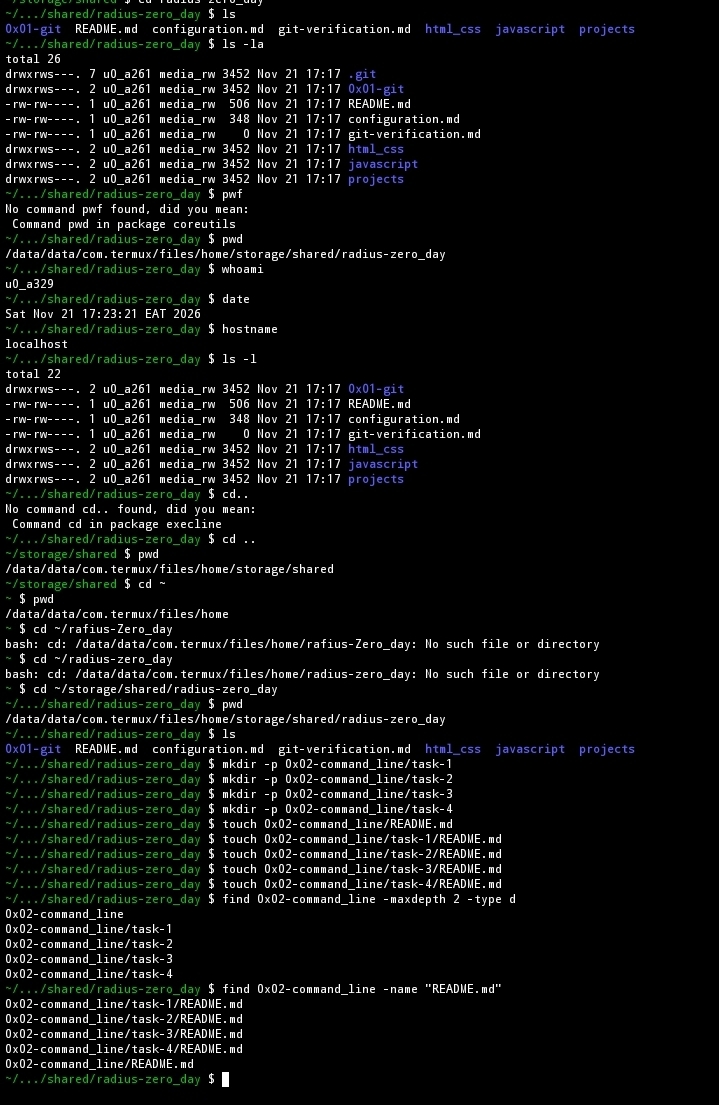 $ cd radius-zero_day
~/.../shared/radius-zero_day $ ls
0x01-git  README.md  configuration.md  git-verification.md  html_css  javascript  projects
~/.../shared/radius-zero_day $ ls -la
total 26
drwxrws---. 7 u0_a261 media_rw 3452 Nov 21 17:17 .git
drwxrws---. 2 u0_a261 media_rw 3452 Nov 21 17:17 0x01-git
-rw-rw----. 1 u0_a261 media_rw  506 Nov 21 17:17 README.md
-rw-rw----. 1 u0_a261 media_rw  348 Nov 21 17:17 configuration.md
-rw-rw----. 1 u0_a261 media_rw    0 Nov 21 17:17 git-verification.md
drwxrws---. 2 u0_a261 media_rw 3452 Nov 21 17:17 html_css
drwxrws---. 2 u0_a261 media_rw 3452 Nov 21 17:17 javascript
drwxrws---. 2 u0_a261 media_rw 3452 Nov 21 17:17 projects
~/.../shared/radius-zero_day $ pwf
No command pwf found, did you mean:
 Command pwd in package coreutils
~/.../shared/radius-zero_day $ pwd
/data/data/com.termux/files/home/storage/shared/radius-zero_day
~/.../shared/radius-zero_day $ whoami
u0_a329
~/.../shared/radius-zero_day $ date
Sat Nov 21 17:23:21 EAT 2026
~/.../shared/radius-zero_day $ hostname
localhost
~/.../shared/radius-zero_day $ ls -l
total 22
drwxrws---. 2 u0_a261 media_rw 3452 Nov 21 17:17 0x01-git
-rw-rw----. 1 u0_a261 media_rw  506 Nov 21 17:17 README.md
-rw-rw----. 1 u0_a261 media_rw  348 Nov 21 17:17 configuration.md
-rw-rw----. 1 u0_a261 media_rw    0 Nov 21 17:17 git-verification.md
drwxrws---. 2 u0_a261 media_rw 3452 Nov 21 17:17 html_css
drwxrws---. 2 u0_a261 media_rw 3452 Nov 21 17:17 javascript
drwxrws---. 2 u0_a261 media_rw 3452 Nov 21 17:17 projects
~/.../shared/radius-zero_day $ cd..
No command cd.. found, did you mean:
 Command cd in package execline
~/.../shared/radius-zero_day $ cd ..
~/storage/shared $ pwd
/data/data/com.termux/files/home/storage/shared
~/storage/shared $ cd ~
~ $ pwd
/data/data/com.termux/files/home
~ $ cd ~/rafius-Zero_day
bash: cd: /data/data/com.termux/files/home/rafius-Zero_day: No such file or directory
~ $ cd ~/radius-zero_day
bash: cd: /data/data/com.termux/files/home/radius-zero_day: No such file or directory
~ $ cd ~/storage/shared/radius-zero_day
~/.../shared/radius-zero_day $ pwd
/data/data/com.termux/files/home/storage/shared/radius-zero_day
~/.../shared/radius-zero_day $ ls
0x01-git  README.md  configuration.md  git-verification.md  html_css  javascript  projects
~/.../shared/radius-zero_day $ mkdir -p 0x02-command_line/task-1
~/.../shared/radius-zero_day $ mkdir -p 0x02-command_line/task-2
~/.../shared/radius-zero_day $ mkdir -p 0x02-command_line/task-3
~/.../shared/radius-zero_day $ mkdir -p 0x02-command_line/task-4
~/.../shared/radius-zero_day $ touch 0x02-command_line/README.md
~/.../shared/radius-zero_day $ touch 0x02-command_line/task-1/README.md
~/.../shared/radius-zero_day $ touch 0x02-command_line/task-2/README.md
~/.../shared/radius-zero_day $ touch 0x02-command_line/task-3/README.md
~/.../shared/radius-zero_day $ touch 0x02-command_line/task-4/README.md
~/.../shared/radius-zero_day $ find 0x02-command_line -maxdepth 2 -type d
0x02-command_line
0x02-command_line/task-1
0x02-command_line/task-2
0x02-command_line/task-3
0x02-command_line/task-4
~/.../shared/radius-zero_day $ find 0x02-command_line -name "README.md"
0x02-command_line/task-1/README.md
0x02-command_line/task-2/README.md
0x02-command_line/task-3/README.md
0x02-command_line/task-4/README.md
0x02-command_line/README.md
~/.../shared/radius-zero_day $